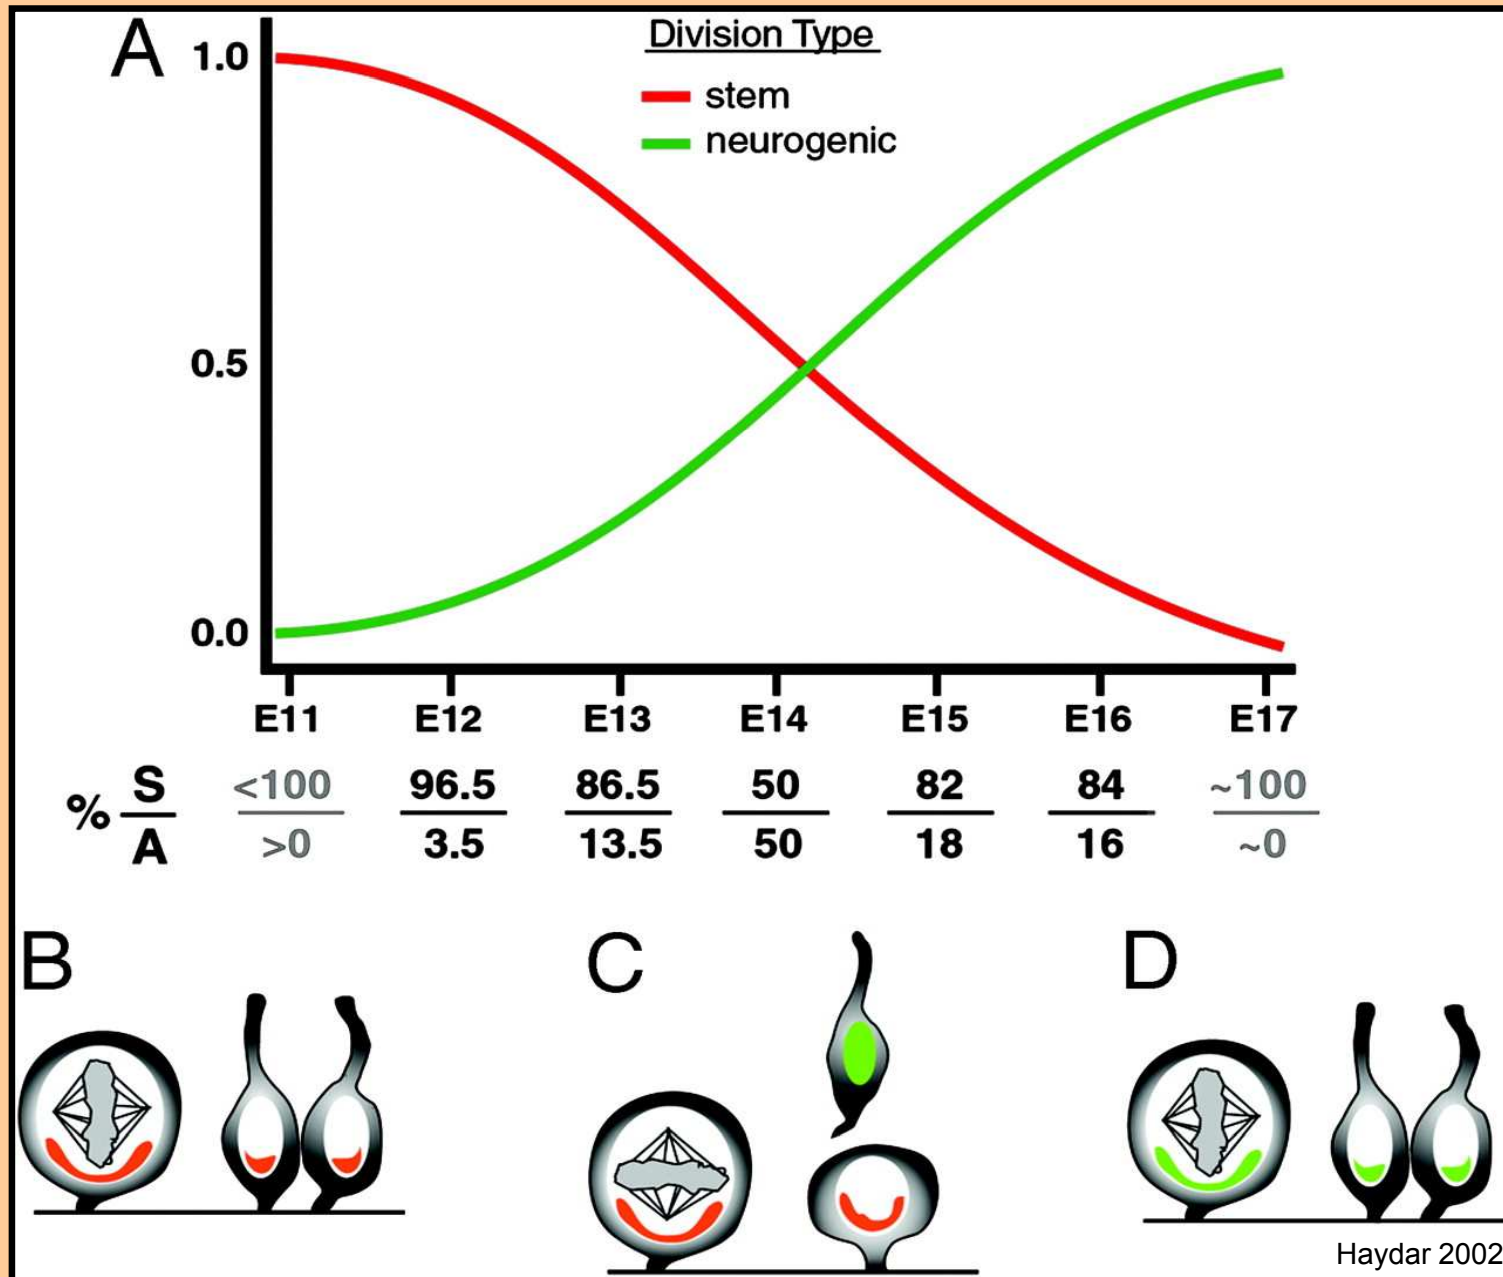 A
Division Type
stem
neurogenic
1.0
0.5
0.0
E11 E12 E13 E14 E15 E16 E17
% S <100 96.5 86.5 50 82 84 ~100
A >0 3.5 13.5 50 18 16 ~0
B C D
Haydar 2002